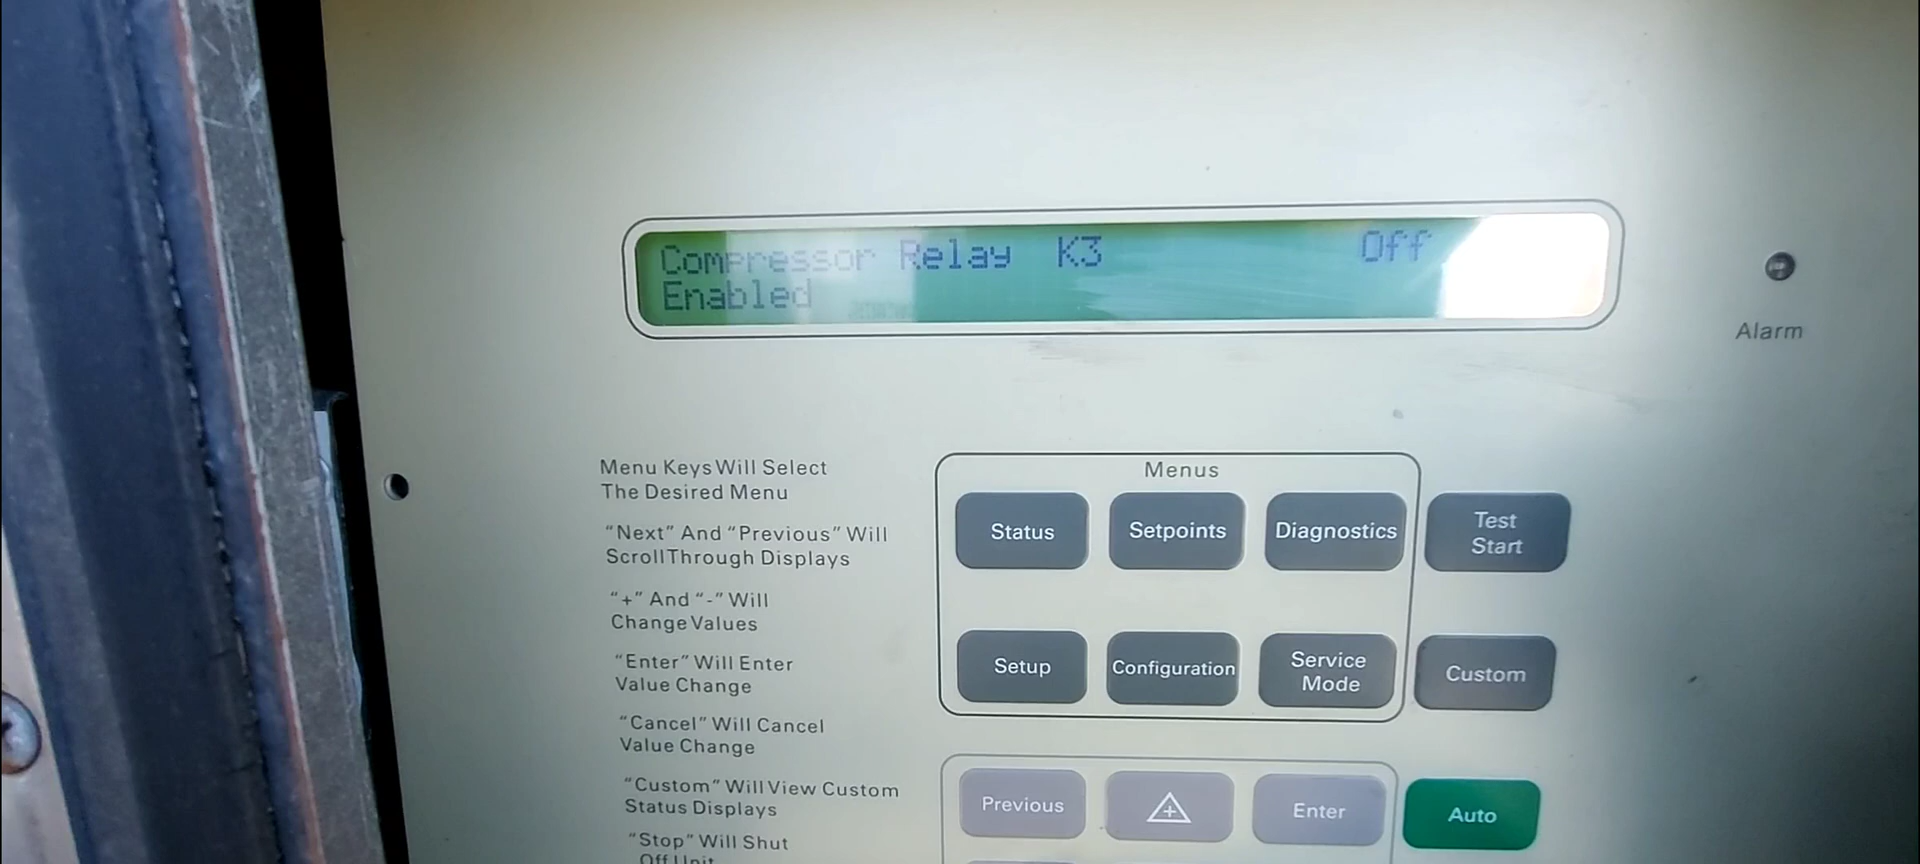 Compressor Relay K3 Off
Enabled
Alarm
Menu Keys Will Select
The Desired Menu
"Next" And "Previous" Will
Scroll Through Displays
"+" And "-" Will
Change Values
"Enter" Will Enter
Value Change
"Cancel" Will Cancel
Value Change
"Custom" Will View Custom
Status Displays
"Stop" Will Shut
Off Unit
Menus
Status
Setpoints
Diagnostics
Test
Start
Setup
Configuration
Service
Mode
Custom
Previous
+
Enter
Auto